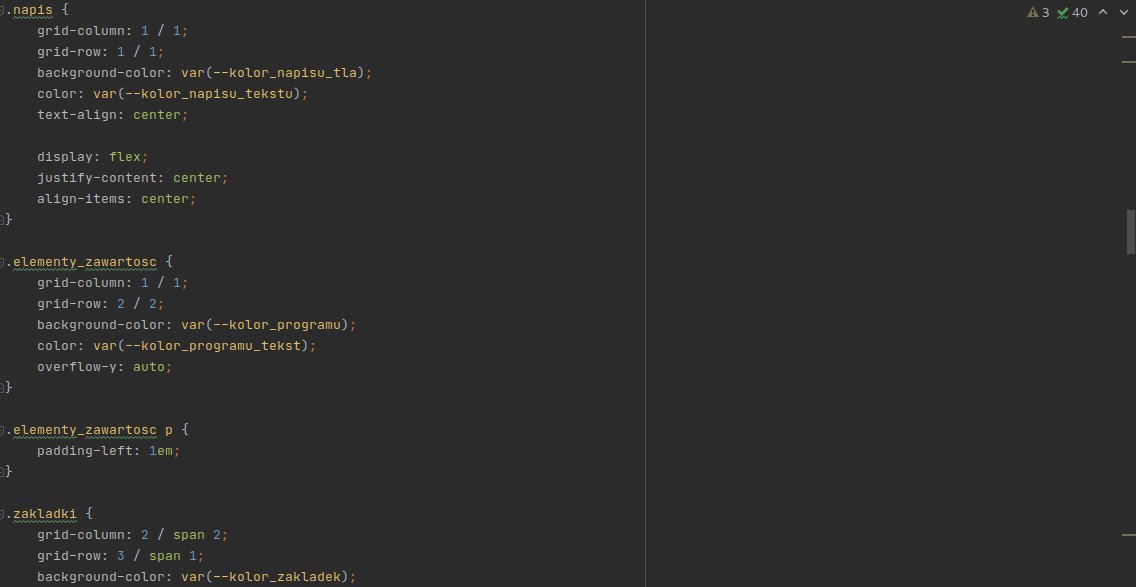 .napis {
    grid-column: 1 / 1;
    grid-row: 1 / 1;
    background-color: var(--kolor_napisu_tla);
    color: var(--kolor_napisu_tekstu);
    text-align: center;

    display: flex;
    justify-content: center;
    align-items: center;
}

.elementy_zawartosc {
    grid-column: 1 / 1;
    grid-row: 2 / 2;
    background-color: var(--kolor_programu);
    color: var(--kolor_programu_tekst);
    overflow-y: auto;
}

.elementy_zawartosc p {
    padding-left: 1em;
}

.zakladki {
    grid-column: 2 / span 2;
    grid-row: 3 / span 1;
    background-color: var(--kolor_zakladek);
3 40